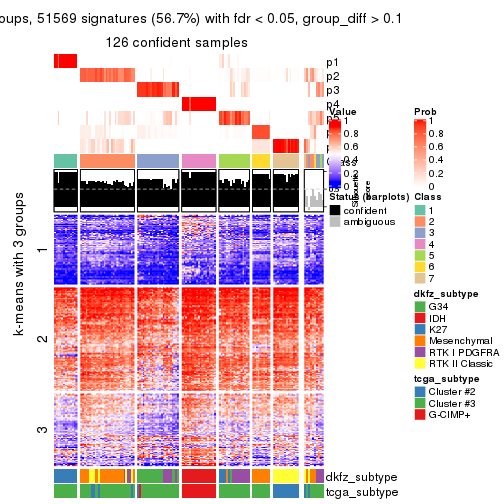 oups, 51569 signatures (56.7%) with fdr < 0.05, group_diff > 0.1
126 confident samples
p1
p2
p3
p4
k-means with 3 groups
1
2
3
Value
1
0.8
0.6
0.4
0.2
0
Prob
1
0.8
0.6
0.4
0.2
0
Status (barplots)
confident
ambiguous
Class
1
2
3
4
5
6
7
dkfz_subtype
G34
IDH
K27
Mesenchymal
RTK I PDGFRA
RTK II Classic
tcga_subtype
Cluster #2
Cluster #3
G-CIMP+
dkfz_subtype
tcga_subtype